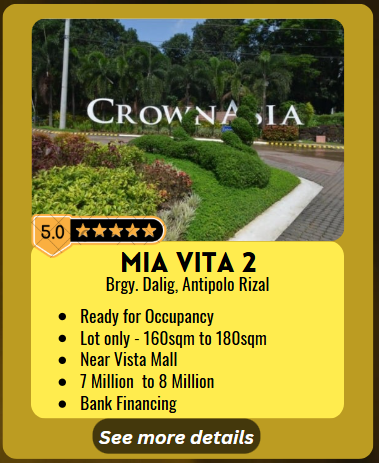 CROWNASIA
5.0
MIA VITA 2
Brgy. Dalig, Antipolo Rizal
Ready for Occupancy
Lot only - 160sqm to 180sqm
Near Vista Mall
7 Million to 8 Million
Bank Financing
See more details